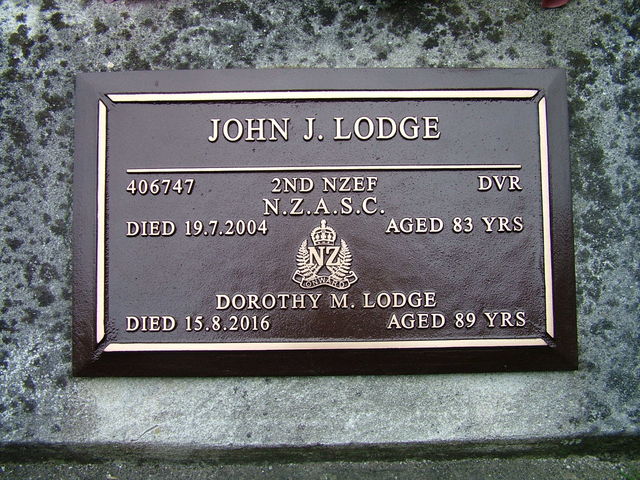 JOHN J. LODGE
406747 2ND NZEF DVR
N.Z.A.S.C.
DIED 19.7.2004 AGED 83 YRS
NZ
ONWARD
DOROTHY M. LODGE
DIED 15.8.2016 AGED 89 YRS